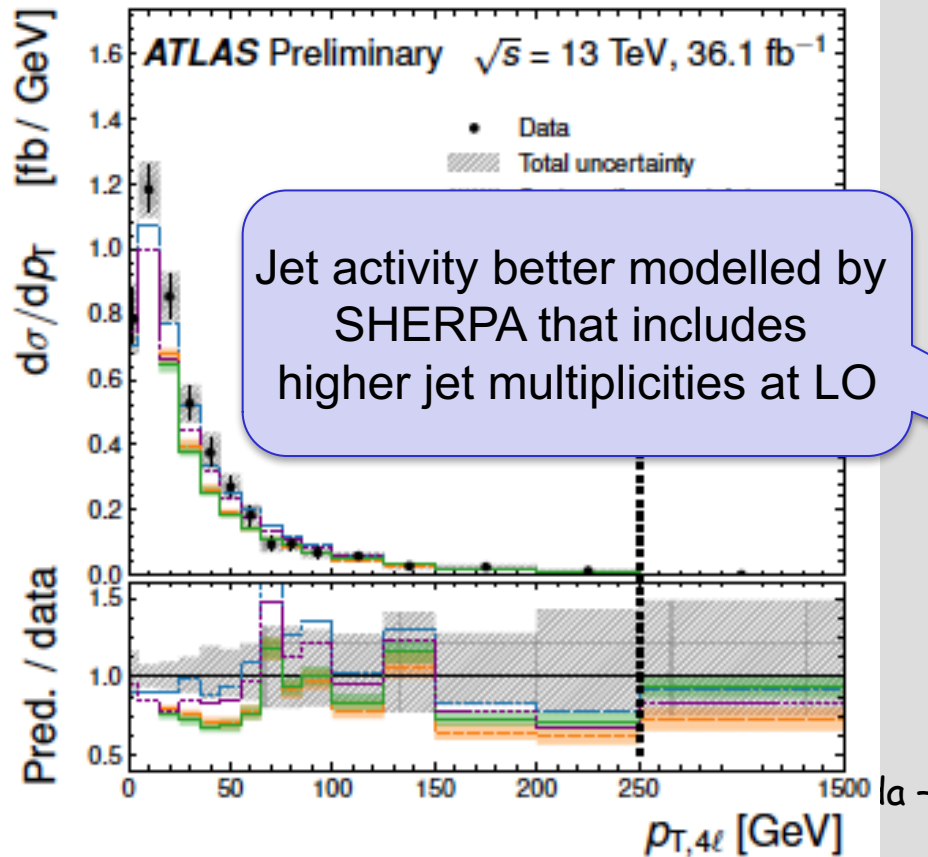 ATLAS Preliminary √s = 13 TeV, 36.1 fb⁻¹
Data
Total uncertainty
Jet activity better modelled by
SHERPA that includes
higher jet multiplicities at LO
dσ/dpT [fb/ GeV]
1.6
1.4
1.2
1.0
0.8
0.6
0.4
0.2
0.0
Pred. / data
1.5
1.0
0.5
0 50 100 150 200 250 1500
pT,4ℓ [GeV]